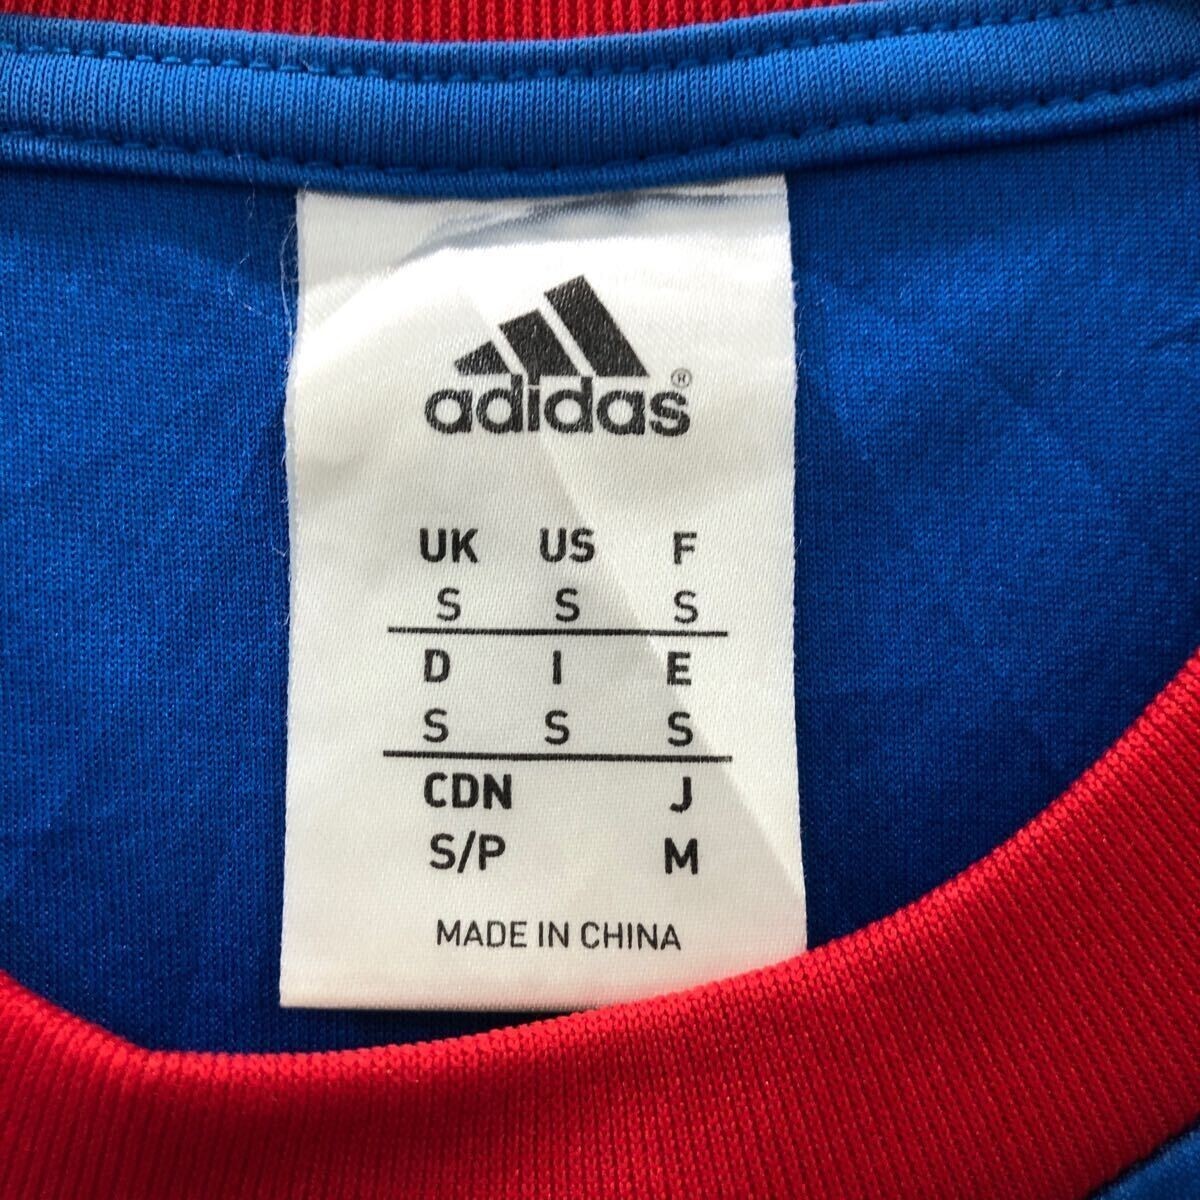 adidas®
UK US F
S S S
D I E
S S S
CDN J
S/P M
MADE IN CHINA